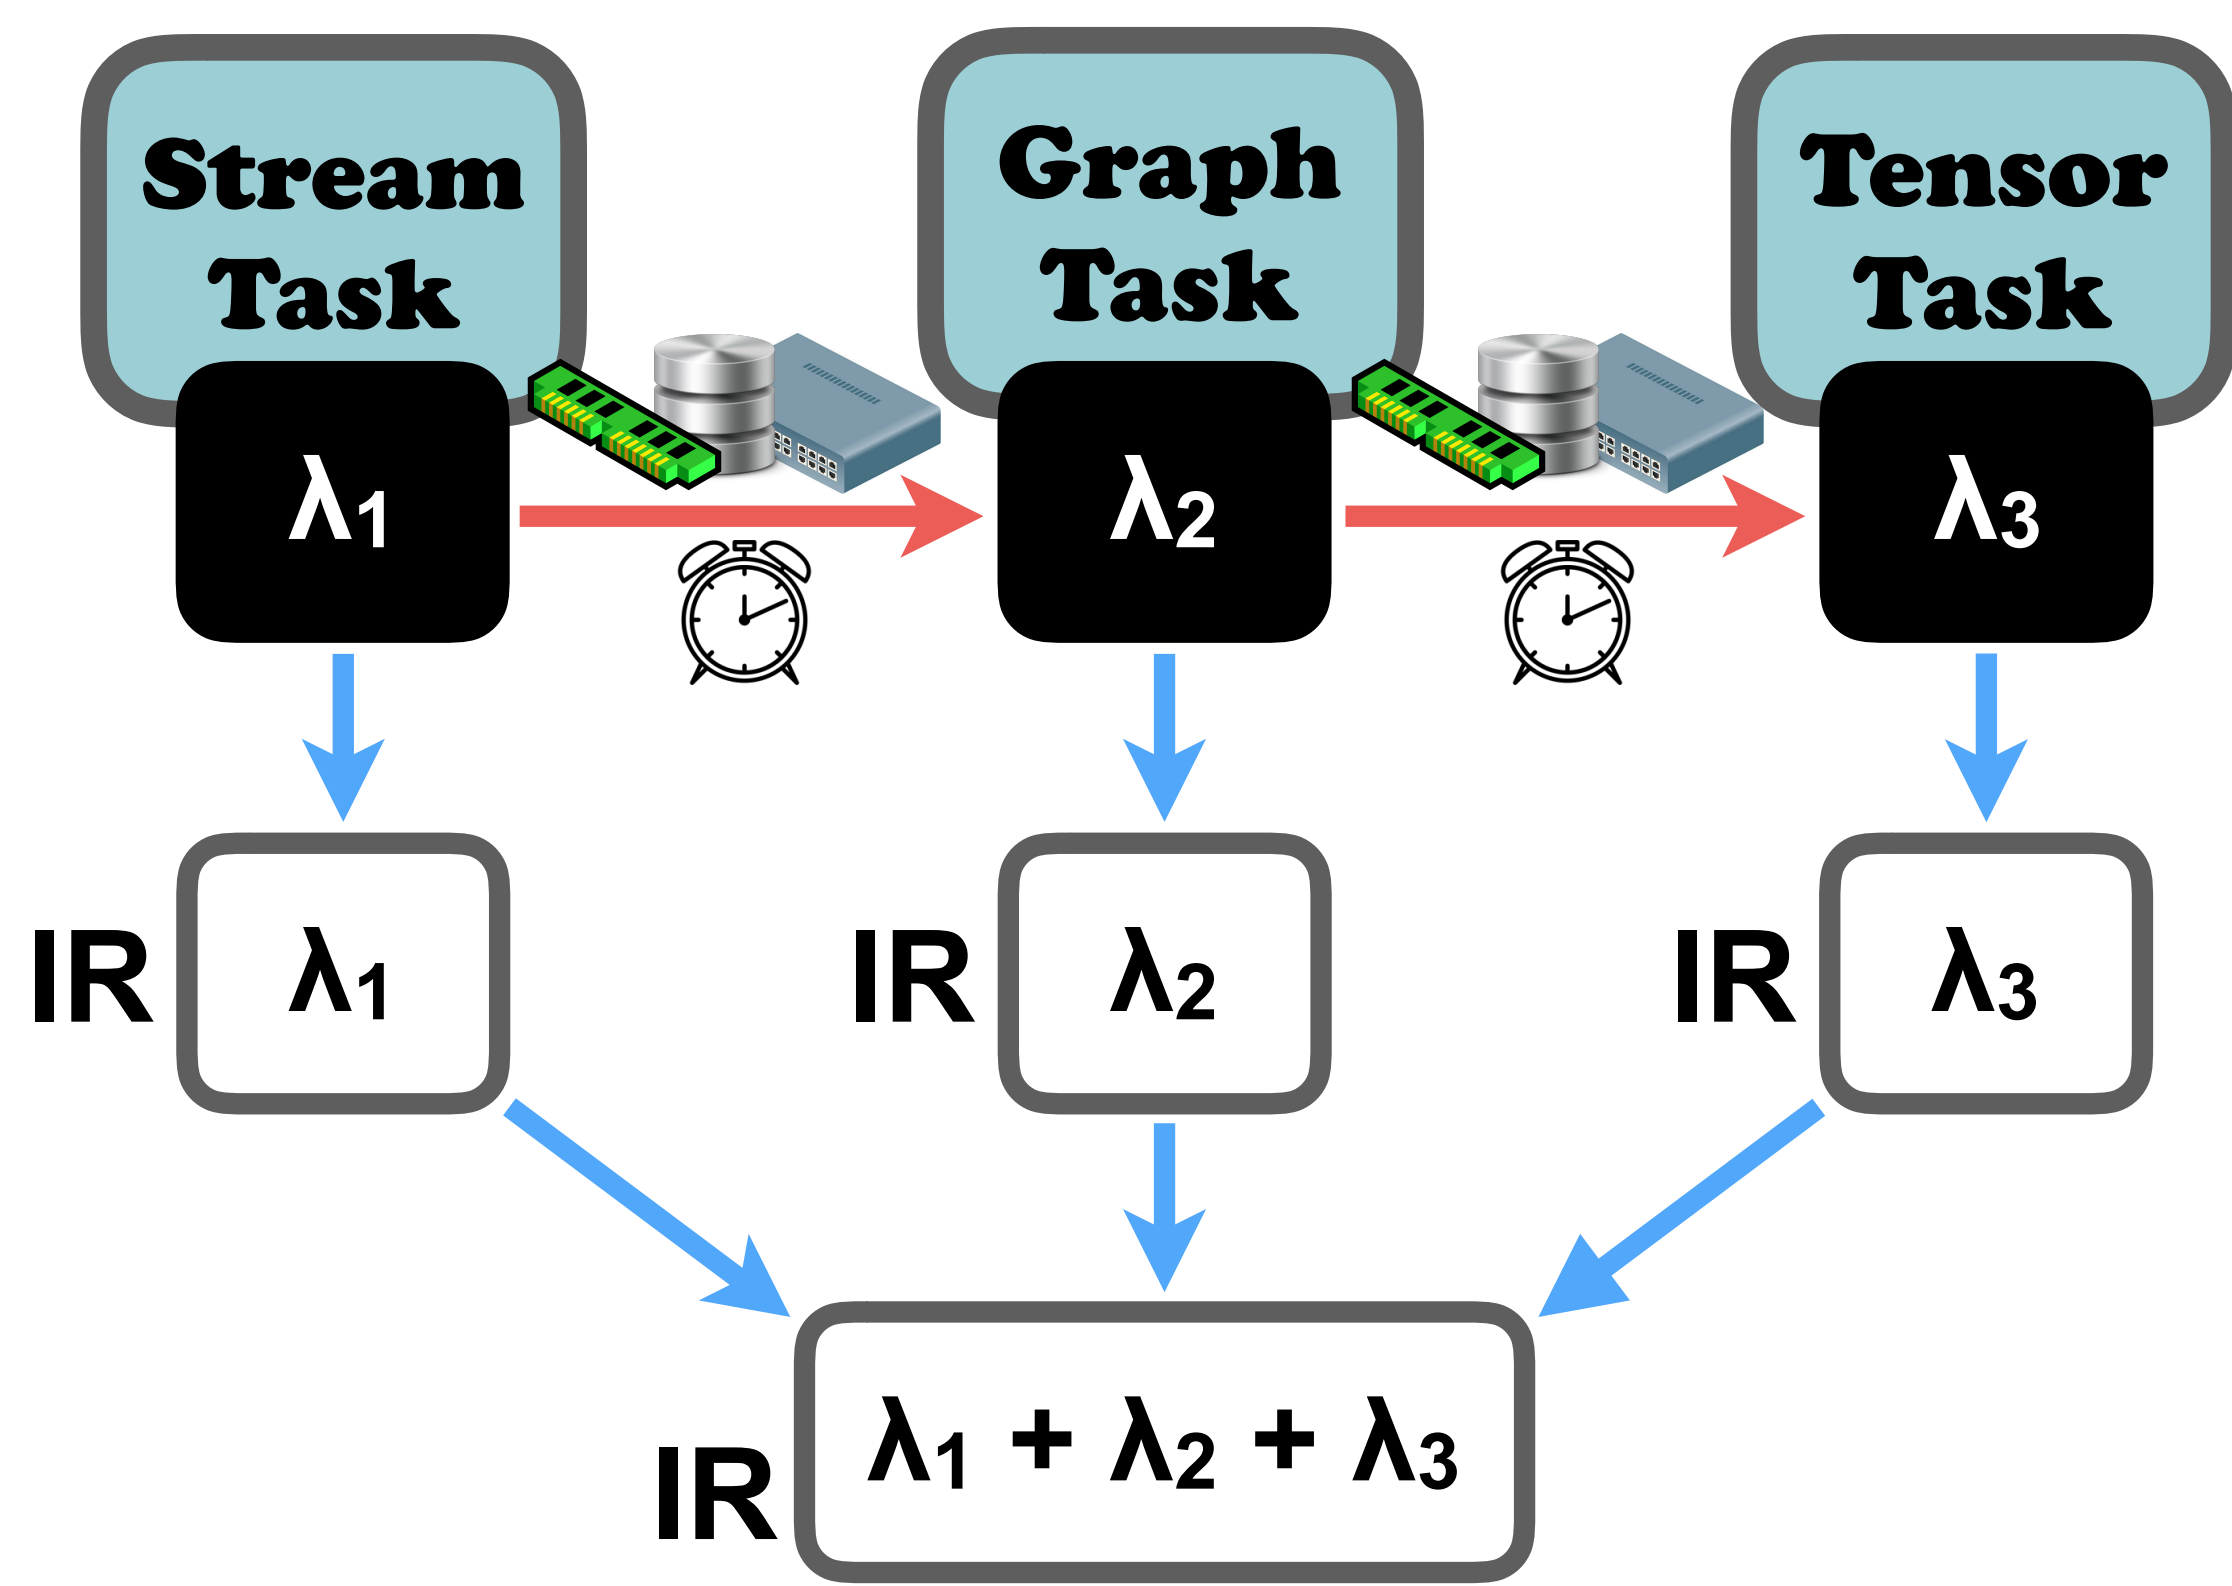 Stream
Task
Graph
Task
Tensor
Task
λ1
λ2
λ3
IR
λ1
IR
λ2
IR
λ3
IR
λ1 + λ2 + λ3